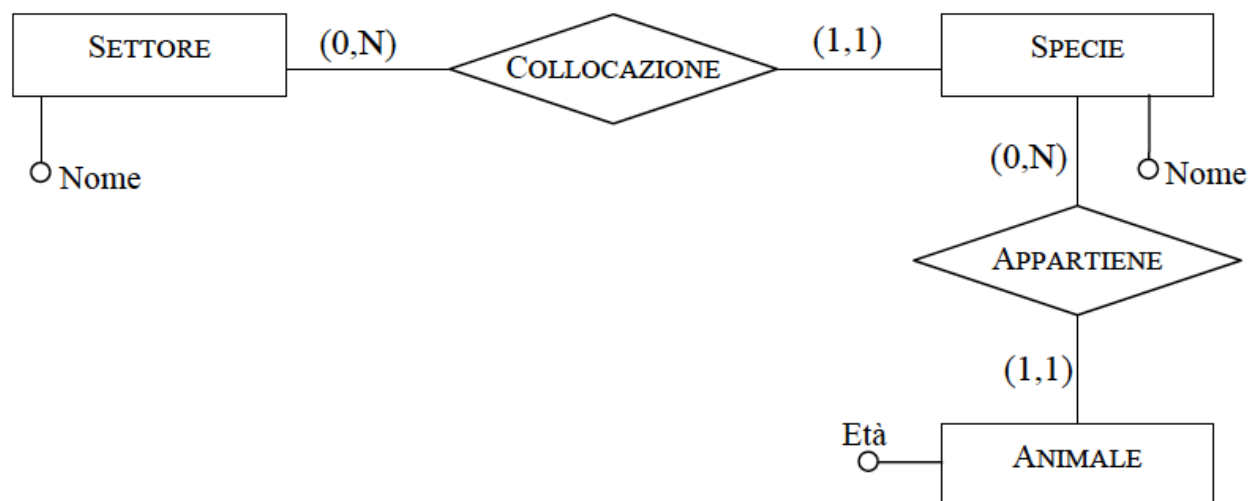 SETTORE (0,N) COLLOCAZIONE (1,1) SPECIE
Nome
(0,N)
Nome
APPARTIENE
(1,1)
Età
ANIMALE